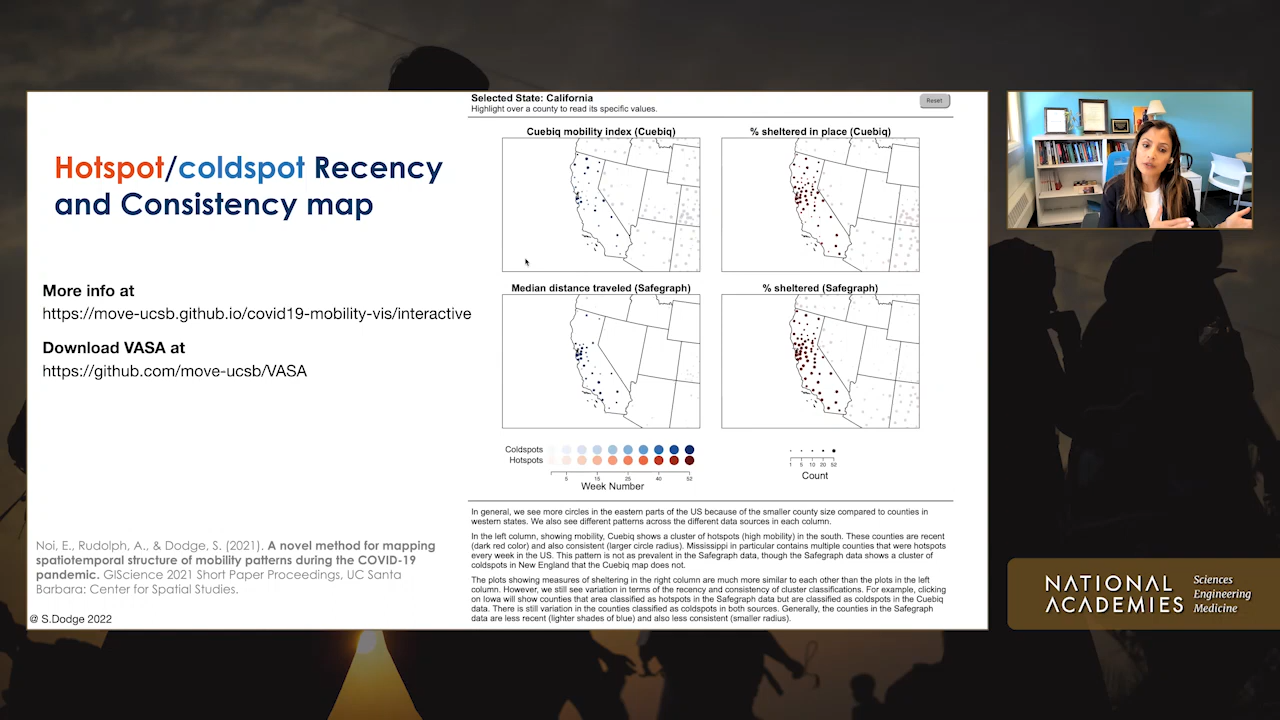 Hotspot/coldspot Recency
and Consistency map
More info at
https://move-ucsb.github.io/covid19-mobility-vis/interactive
Download VASA at
https://github.com/move-ucsb/VASA
Noi, E., Rudolph, A., & Dodge, S. (2021). A novel method for mapping
spatiotemporal structure of mobility patterns during the COVID-19
pandemic. GIScience 2021 Short Paper Proceedings, UC Santa
Barbara: Center for Spatial Studies.
@ S.Dodge 2022
Selected State: California
Highlight over a county to read its specific values.
Reset
Cuebiq mobility index (Cuebiq)
% sheltered in place (Cuebiq)
Median distance traveled (Safegraph)
% sheltered (Safegraph)
Coldspots
Hotspots
5 15 25 40 52
Week Number
1 5 10 20 52
Count
In general, we see more circles in the eastern parts of the US because of the smaller county size compared to counties in
western states. We also see different patterns across the different data sources in each column.
In the left column, showing mobility, Cuebiq shows a cluster of hotspots (high mobility) in the south. These counties are recent
(dark red color) and also consistent (larger circle radius). Mississippi in particular contains multiple counties that were hotspots
every week in the US. This pattern is not as prevalent in the Safegraph data, though the Safegraph data shows a cluster of
coldspots in New England that the Cuebiq map does not.
The plots showing measures of sheltering in the right column are much more similar to each other than the plots in the left
column. However, we still see variation in terms of the recency and consistency of cluster classifications. For example, clicking
on Iowa will show counties that area classified as hotspots in the Safegraph data but are classified as coldspots in the Cuebiq
data. There is still variation in the counties classified as coldspots in both sources. Generally, the counties in the Safegraph
data are less recent (lighter shades of blue) and also less consistent (smaller radius).
NATIONAL
ACADEMIES
Sciences
Engineering
Medicine